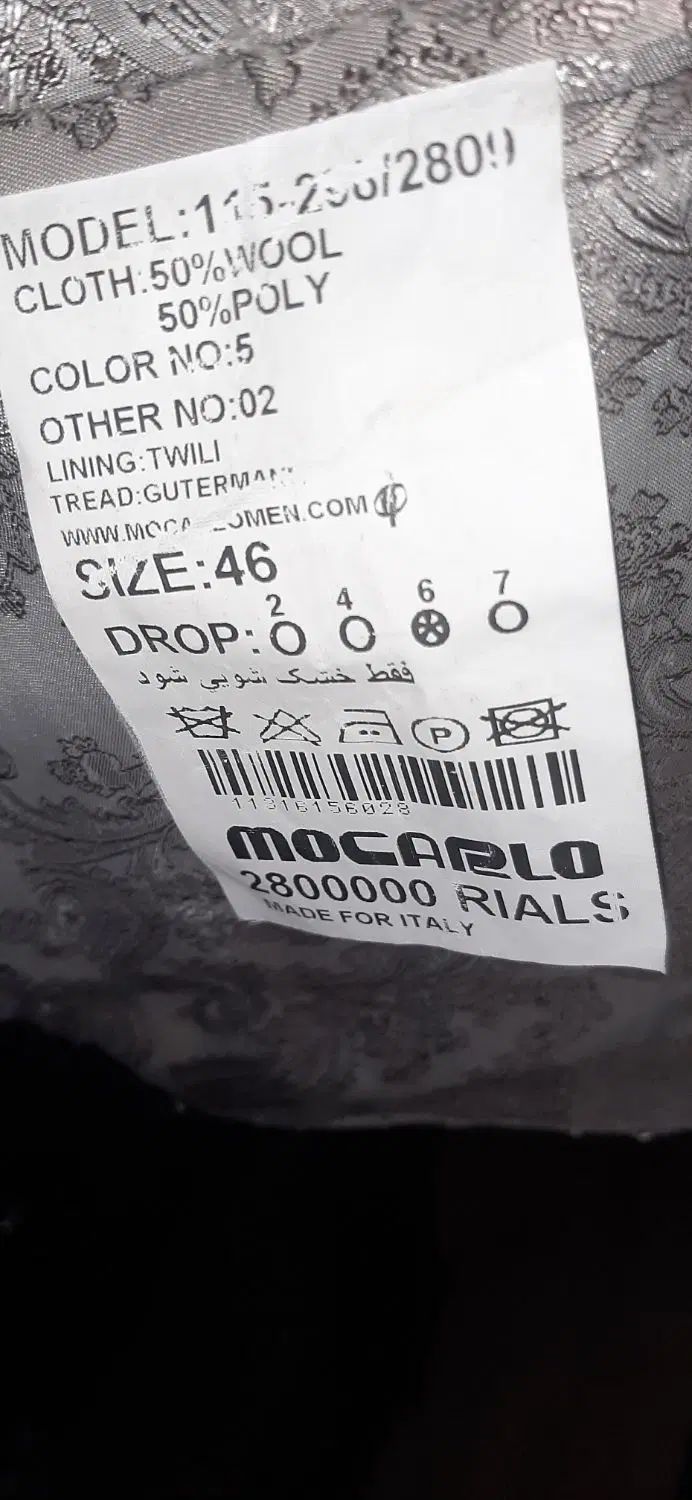 CLOTH:50%WOOL
50%POLY
COLOR NO:5
OTHER NO:02
LINING:TWILI
SIZE:46
2 4 6 7
DROP:
فقط خشک شویی شود
P
11316156028
MOCARLO
2800000 RIALS
MADE FOR ITALY